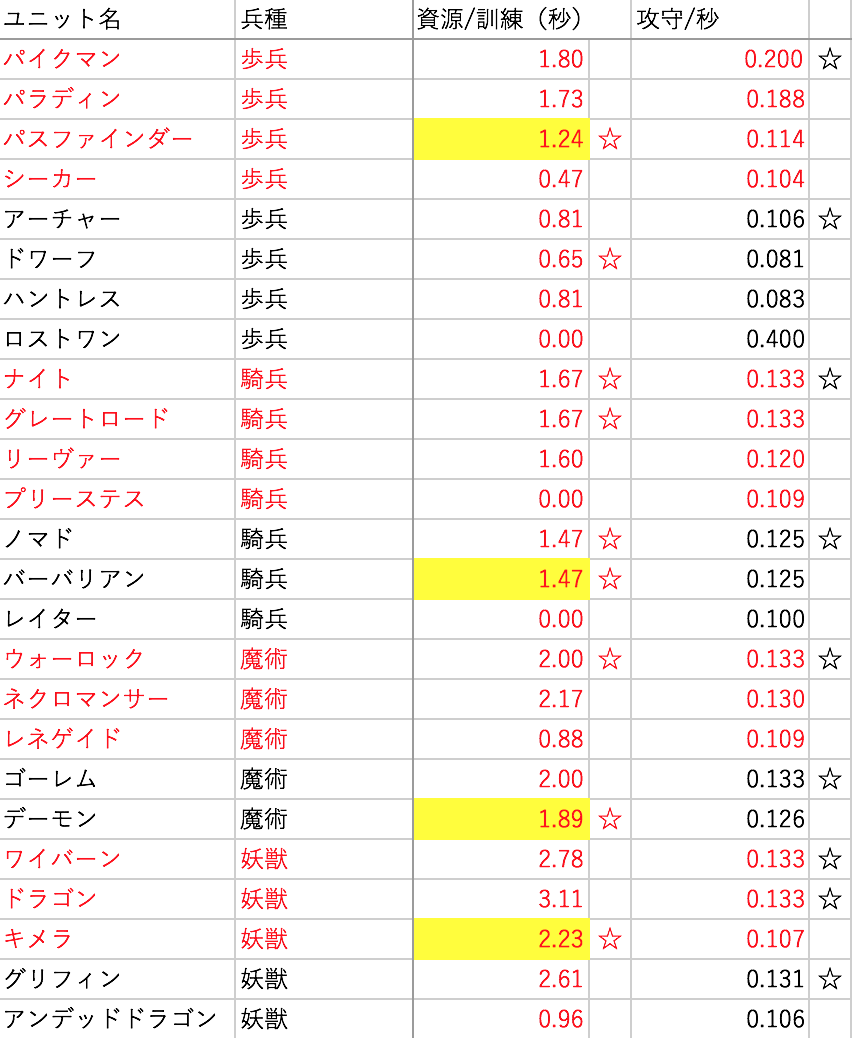 ユニット名 兵種 資源/訓練（秒） 攻守/秒
パイクマン 歩兵 1.80 0.200 ☆
パラディン 歩兵 1.73 0.188
パスファインダー 歩兵 1.24 ☆ 0.114
シーカー 歩兵 0.47 0.104
アーチャー 歩兵 0.81 0.106 ☆
ドワーフ 歩兵 0.65 ☆ 0.081
ハントレス 歩兵 0.81 0.083
ロストワン 歩兵 0.00 0.400
ナイト 騎兵 1.67 ☆ 0.133 ☆
グレートロード 騎兵 1.67 ☆ 0.133
リーヴァー 騎兵 1.60 0.120
プリーステス 騎兵 0.00 0.109
ノマド 騎兵 1.47 ☆ 0.125 ☆
バーバリアン 騎兵 1.47 ☆ 0.125
レイター 騎兵 0.00 0.100
ウォーロック 魔術 2.00 ☆ 0.133 ☆
ネクロマンサー 魔術 2.17 0.130
レネゲイド 魔術 0.88 0.109
ゴーレム 魔術 2.00 0.133 ☆
デーモン 魔術 1.89 ☆ 0.126
ワイバーン 妖獣 2.78 0.133 ☆
ドラゴン 妖獣 3.11 0.133 ☆
キメラ 妖獣 2.23 ☆ 0.107
グリフィン 妖獣 2.61 0.131 ☆
アンデッドドラゴン 妖獣 0.96 0.106